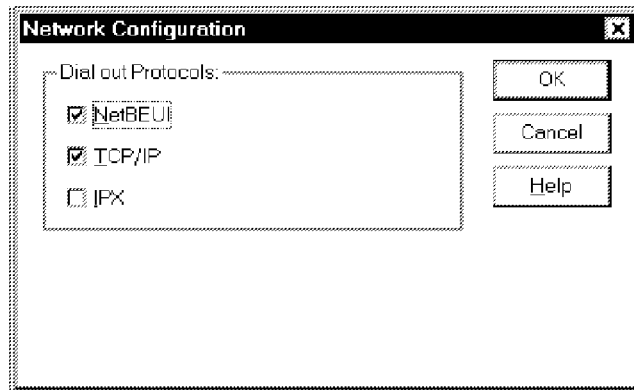 Network Configuration
Dial out Protocols:
NetBEUI
TCP/IP
IPX
OK
Cancel
Help